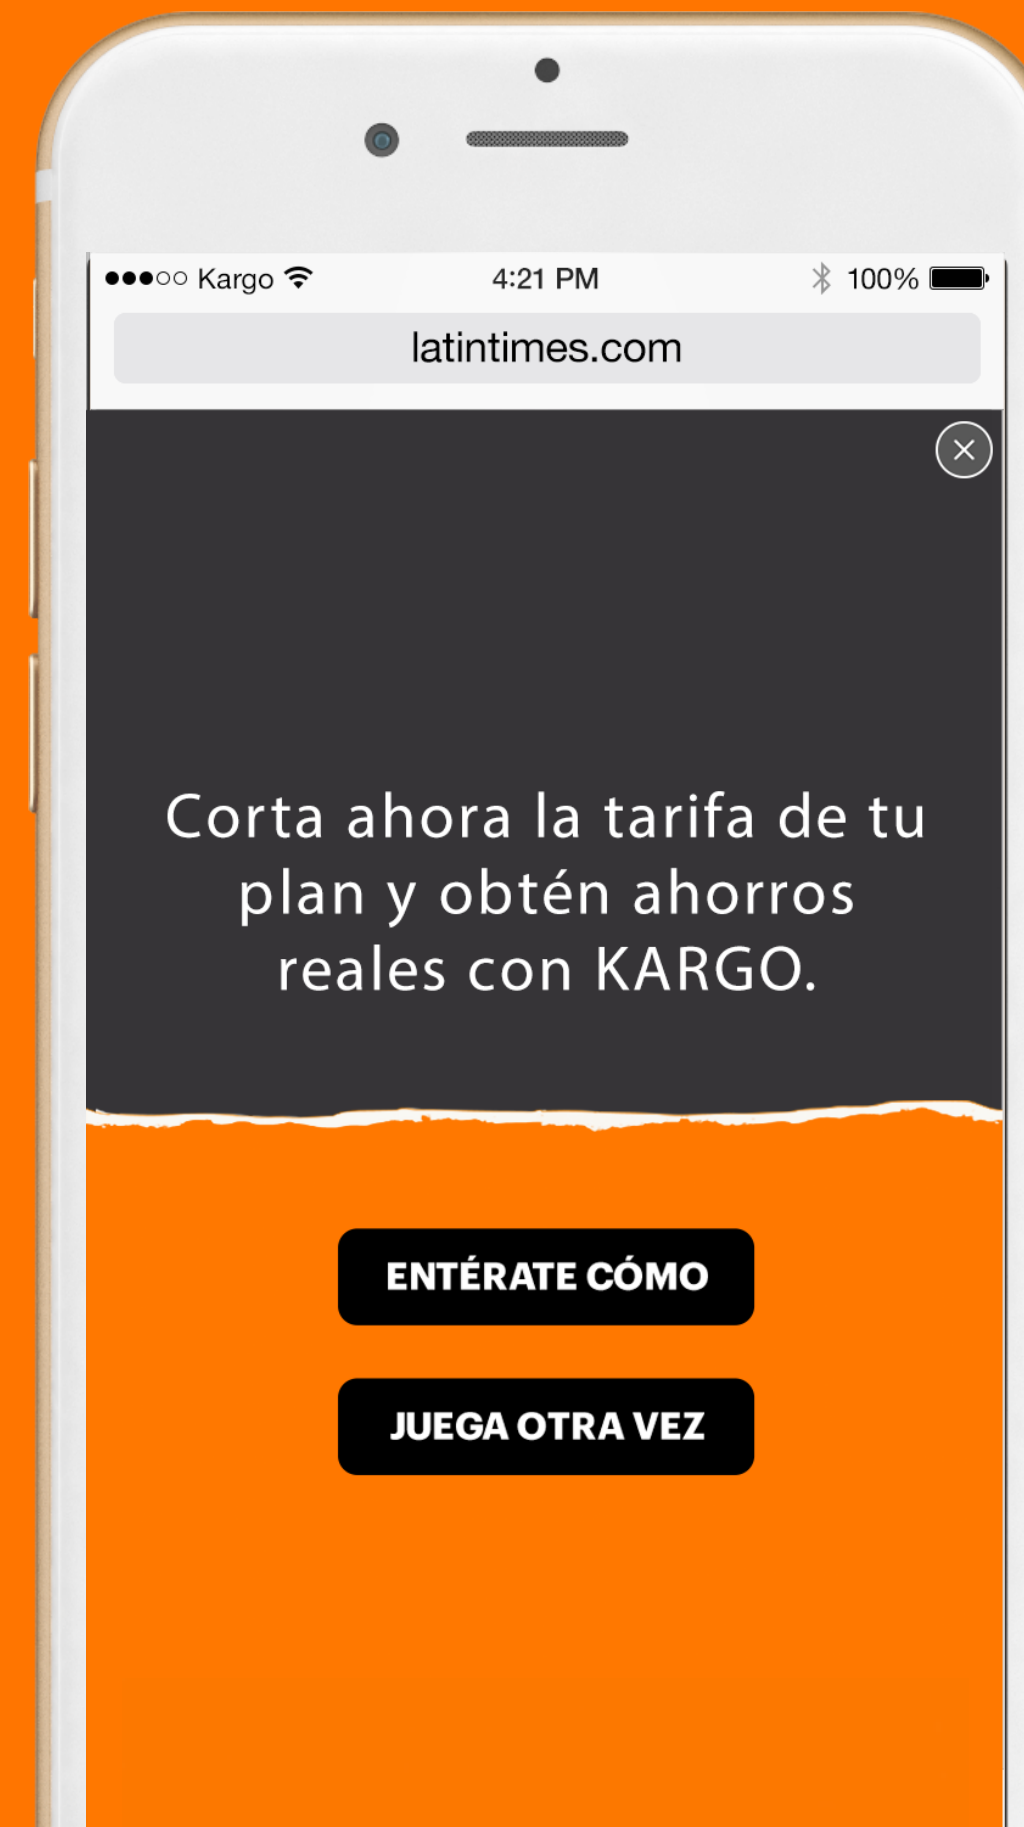 Kargo 4:21 PM 100%
latintimes.com
Corta ahora la tarifa de tu
plan y obtén ahorros
reales con KARGO.
ENTÉRATE CÓMO
JUEGA OTRA VEZ